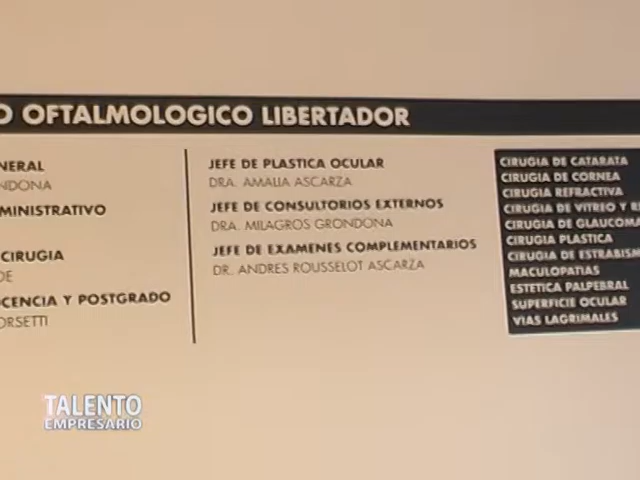 O OFTALMOLOGICO LIBERTADOR
NERAL
NDONA
MINISTRATIVO
CIRUGIA
DE
OCENCIA Y POSTGRADO
ORSETTI
JEFE DE PLASTICA OCULAR
DRA. AMALIA ASCARZA
JEFE DE CONSULTORIOS EXTERNOS
DRA. MILAGROS GRONDONA
JEFE DE EXAMENES COMPLEMENTARIOS
DR. ANDRES ROUSSELOT ASCARZA
CIRUGIA DE CATARATA
CIRUGIA DE CORNEA
CIRUGIA REFRACTIVA
CIRUGIA DE VITREO Y RE
CIRUGIA DE GLAUCOMA
CIRUGIA PLASTICA
CIRUGIA DE ESTRABISM
MACULOPATIAS
ESTETICA PALPEBRAL
SUPERFICIE OCULAR
VIAS LAGRIMALES
TALENTO
EMPRESARIO